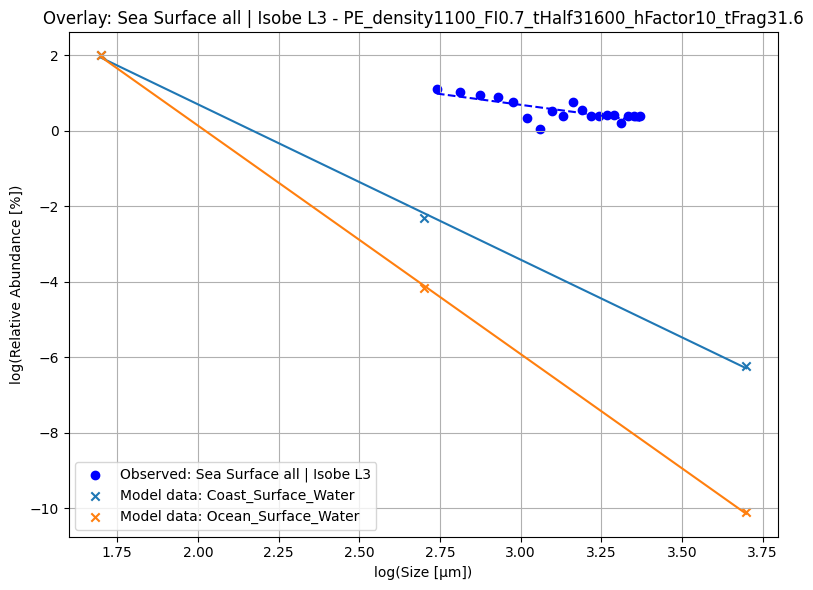 Overlay: Sea Surface all | Isobe L3 - PE_density1100_FI0.7_tHalf31600_hFactor10_tFrag31.6
log(Relative Abundance [%])
2
0
−2
−4
−6
−8
−10
Observed: Sea Surface all | Isobe L3
Model data: Coast_Surface_Water
Model data: Ocean_Surface_Water
1.75 2.00 2.25 2.50 2.75 3.00 3.25 3.50 3.75
log(Size [μm])